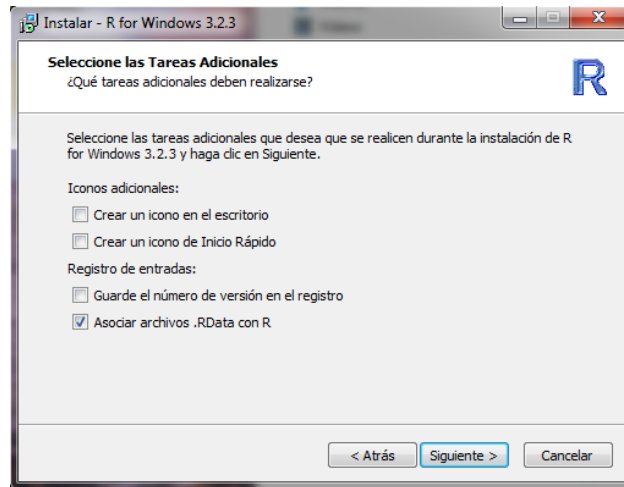 Instalar - R for Windows 3.2.3
Seleccione las Tareas Adicionales
¿Qué tareas adicionales deben realizarse?
R
Seleccione las tareas adicionales que desea que se realicen durante la instalación de R
for Windows 3.2.3 y haga clic en Siguiente.
Iconos adicionales:
Crear un icono en el escritorio
Crear un icono de Inicio Rápido
Registro de entradas:
Guarde el número de versión en el registro
Asociar archivos .RData con R
< Atrás
Siguiente >
Cancelar